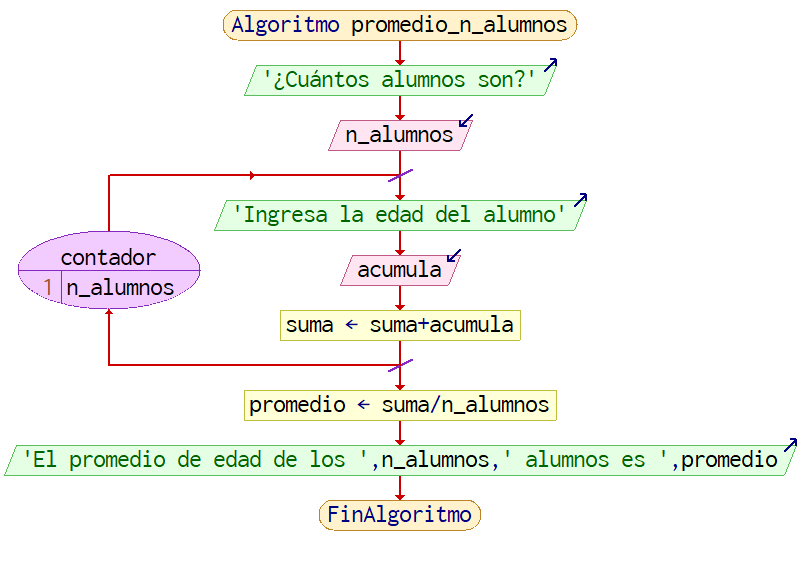 Algoritmo promedio_n_alumnos
'¿Cuántos alumnos son?'
n_alumnos
'Ingresa la edad del alumno'
contador
1 n_alumnos
acumula
suma ← suma+acumula
promedio ← suma/n_alumnos
'El promedio de edad de los ',n_alumnos,' alumnos es ',promedio
FinAlgoritmo